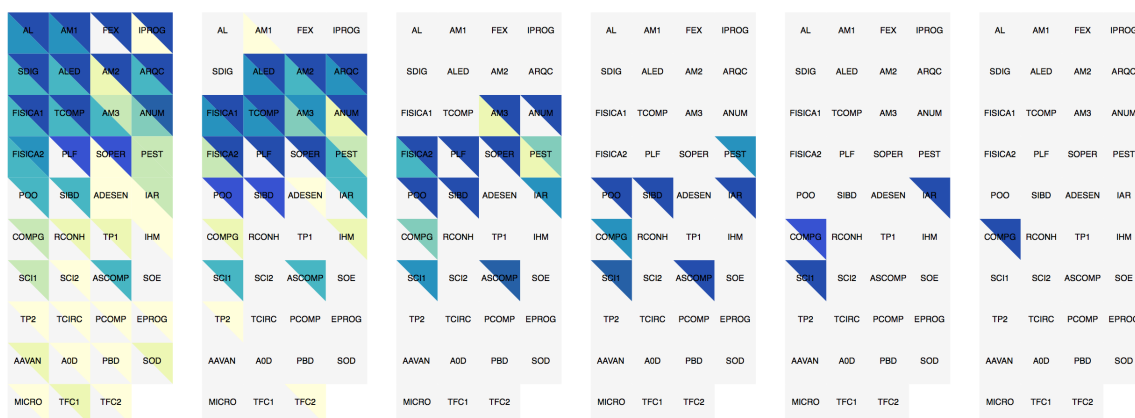 AL AM1 FEX IPROG
SDIG ALED AM2 ARQC
FISICA1 TCOMP AM3 ANUM
FISICA2 PLF SOPER PEST
POO SIBD ADESEN IAR
COMPG RCONH TP1 IHM
SCI1 SCI2 ASCOMP SOE
TP2 TCIRC PCOMP EPROG
AAVAN A0D PBD SOD
MICRO TFC1 TFC2
AL AM1 FEX IPROG
SDIG ALED AM2 ARQC
FISICA1 TCOMP AM3 ANUM
FISICA2 PLF SOPER PEST
POO SIBD ADESEN IAR
COMPG RCONH TP1 IHM
SCI1 SCI2 ASCOMP SOE
TP2 TCIRC PCOMP EPROG
AAVAN A0D PBD SOD
MICRO TFC1 TFC2
AL AM1 FEX IPROG
SDIG ALED AM2 ARQC
FISICA1 TCOMP AM3 ANUM
FISICA2 PLF SOPER PEST
POO SIBD ADESEN IAR
COMPG RCONH TP1 IHM
SCI1 SCI2 ASCOMP SOE
TP2 TCIRC PCOMP EPROG
AAVAN A0D PBD SOD
MICRO TFC1 TFC2
AL AM1 FEX IPROG
SDIG ALED AM2 ARQC
FISICA1 TCOMP AM3 ANUM
FISICA2 PLF SOPER PEST
POO SIBD ADESEN IAR
COMPG RCONH TP1 IHM
SCI1 SCI2 ASCOMP SOE
TP2 TCIRC PCOMP EPROG
AAVAN A0D PBD SOD
MICRO TFC1 TFC2
AL AM1 FEX IPROG
SDIG ALED AM2 ARQC
FISICA1 TCOMP AM3 ANUM
FISICA2 PLF SOPER PEST
POO SIBD ADESEN IAR
COMPG RCONH TP1 IHM
SCI1 SCI2 ASCOMP SOE
TP2 TCIRC PCOMP EPROG
AAVAN A0D PBD SOD
MICRO TFC1 TFC2
AL AM1 FEX IPROG
SDIG ALED AM2 ARQC
FISICA1 TCOMP AM3 ANUM
FISICA2 PLF SOPER PEST
POO SIBD ADESEN IAR
COMPG RCONH TP1 IHM
SCI1 SCI2 ASCOMP SOE
TP2 TCIRC PCOMP EPROG
AAVAN A0D PBD SOD
MICRO TFC1 TFC2